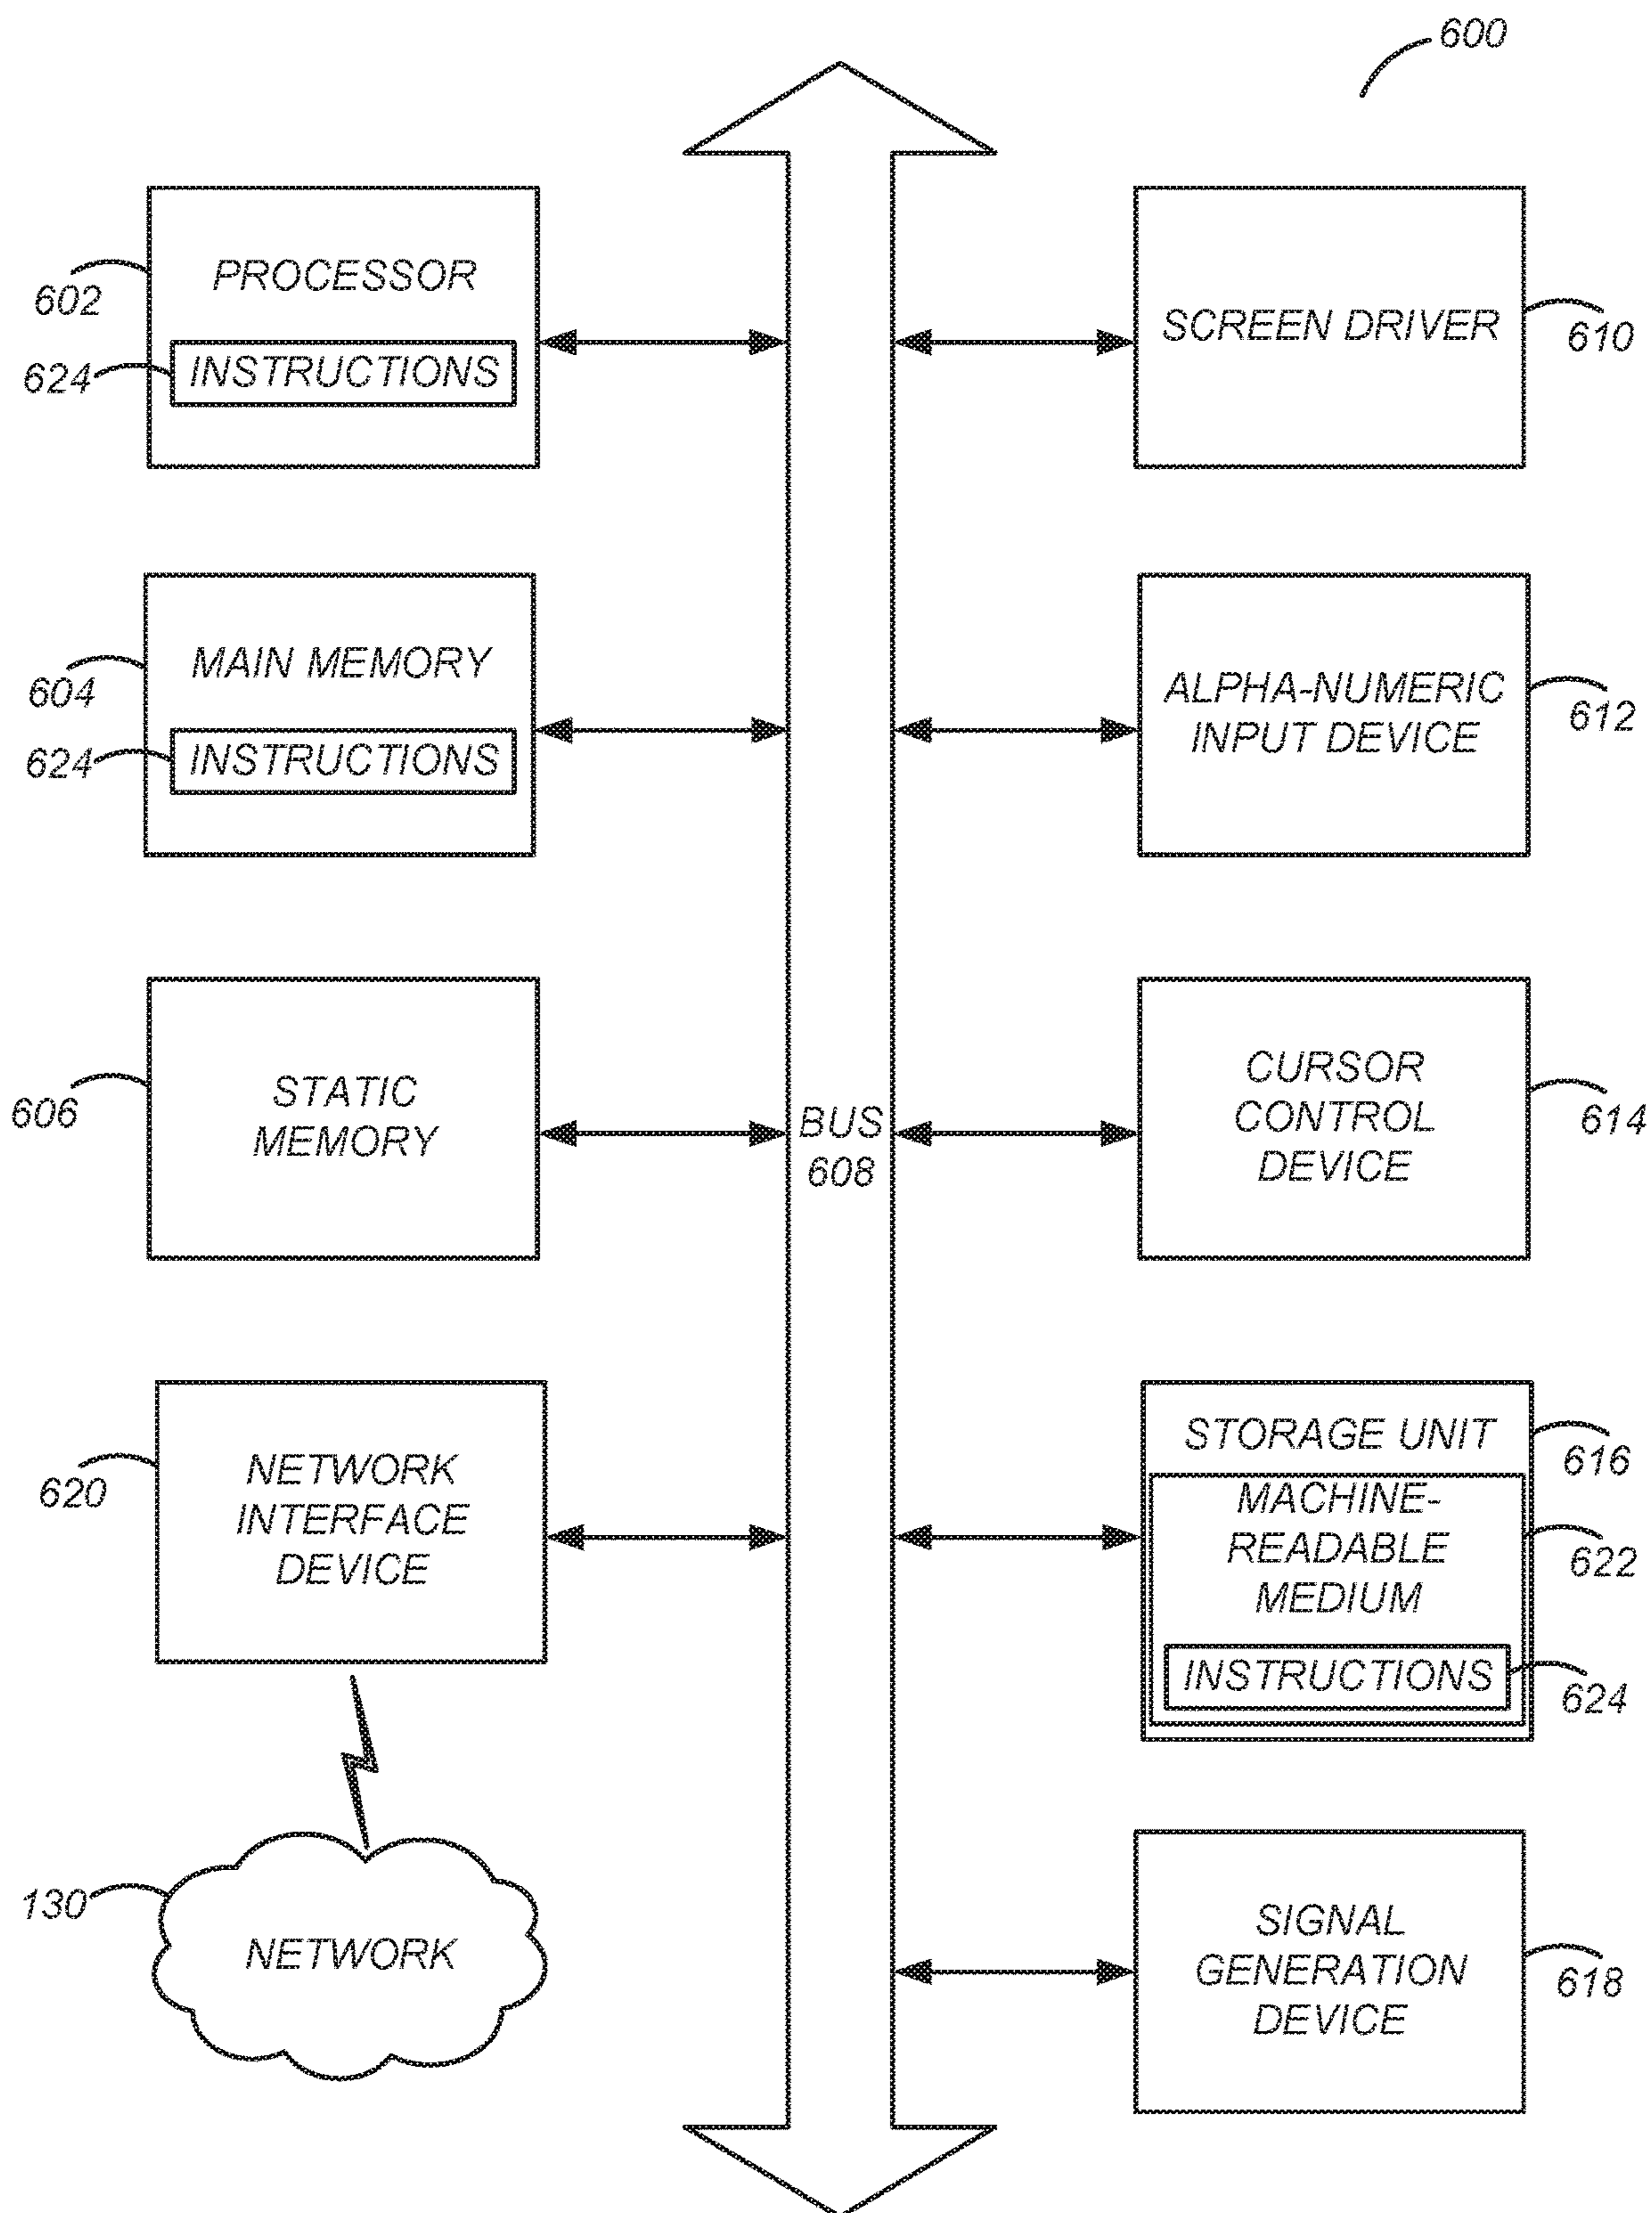 600
PROCESSOR
602
624
INSTRUCTIONS
SCREEN DRIVER
610
MAIN MEMORY
604
624
INSTRUCTIONS
ALPHA-NUMERIC
INPUT DEVICE
612
STATIC
MEMORY
606
BUS
608
CURSOR
CONTROL
DEVICE
614
NETWORK
INTERFACE
DEVICE
620
STORAGE UNIT
616
MACHINE-
READABLE
MEDIUM
622
INSTRUCTIONS
624
130
NETWORK
SIGNAL
GENERATION
DEVICE
618